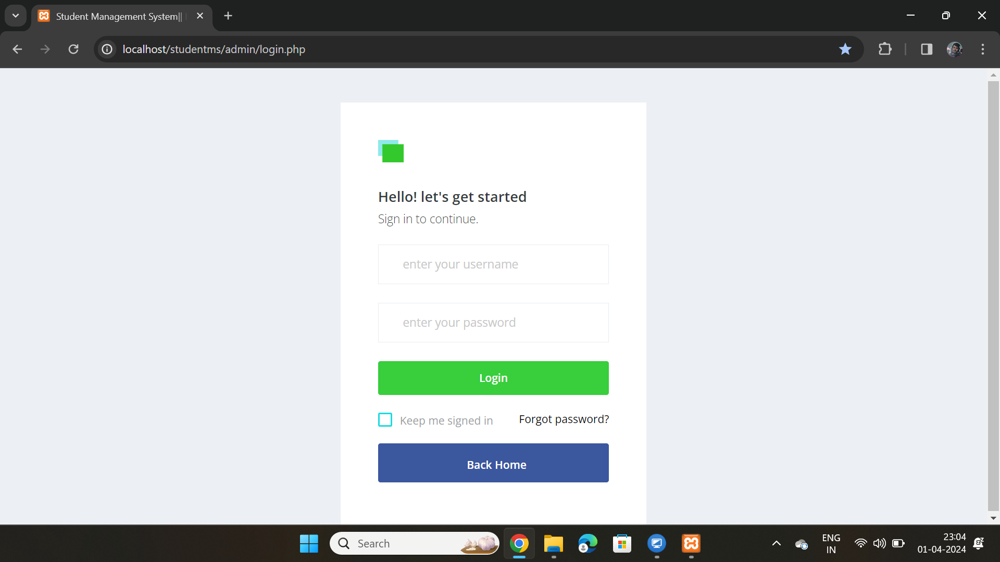 Student Management System||
localhost/studentms/admin/login.php
Hello! let's get started
Sign in to continue.
enter your username
enter your password
Login
Keep me signed in
Forgot password?
Back Home
Search
ENG
IN
23:04
01-04-2024